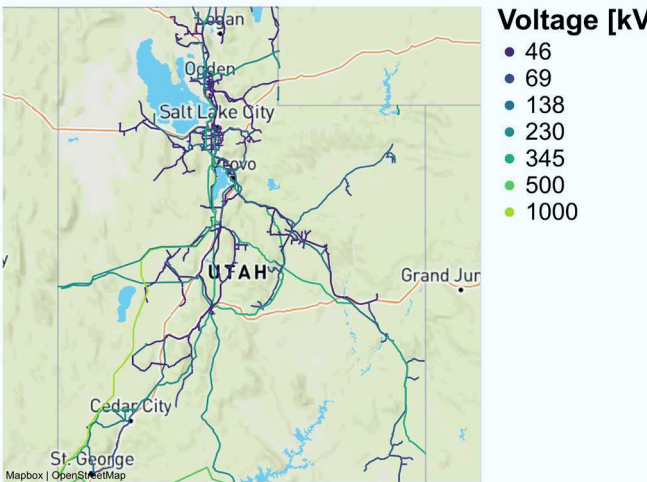 Voltage [kV
46
69
138
230
345
500
1000
Logan
Ogden
Salt Lake City
Provo
UTAH
Grand Jun
Cedar City
St. George
Mapbox | OpenStreetMap
y